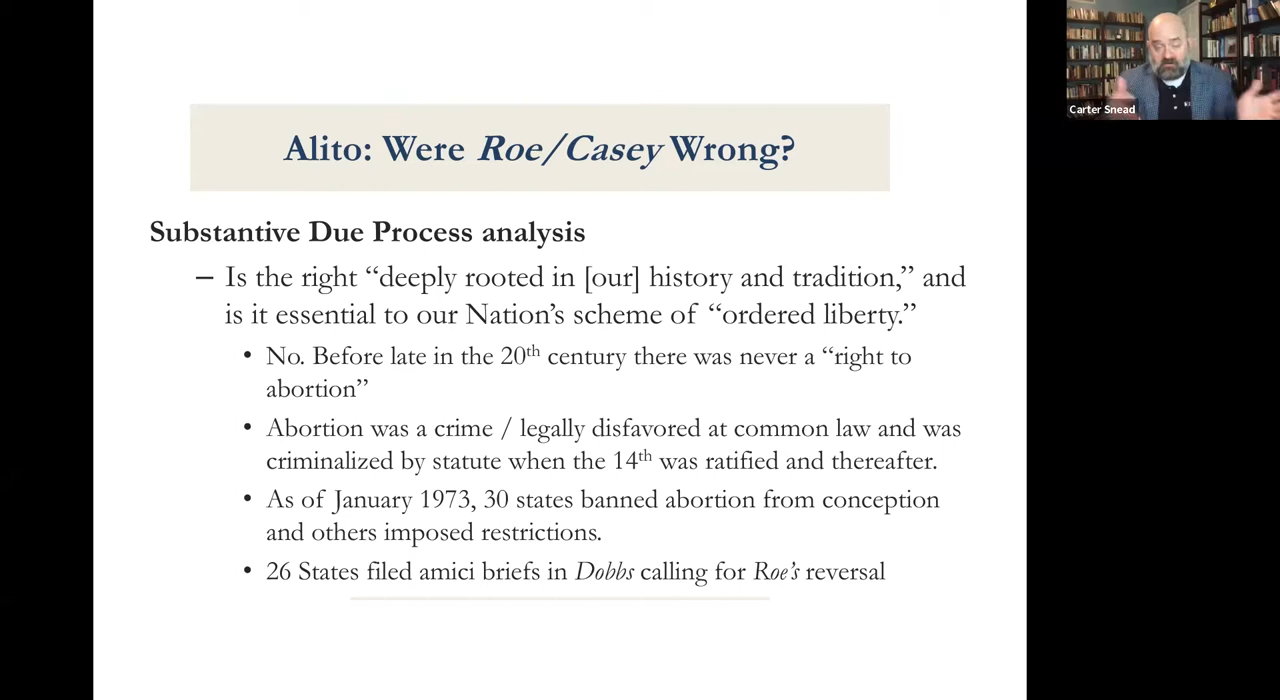 Alito: Were Roe/Casey Wrong?
Carter Snead
Substantive Due Process analysis
– Is the right “deeply rooted in [our] history and tradition,” and
is it essential to our Nation’s scheme of “ordered liberty.”
• No. Before late in the 20th century there was never a “right to
abortion”
• Abortion was a crime / legally disfavored at common law and was
criminalized by statute when the 14th was ratified and thereafter.
• As of January 1973, 30 states banned abortion from conception
and others imposed restrictions.
• 26 States filed amici briefs in Dobbs calling for Roe’s reversal